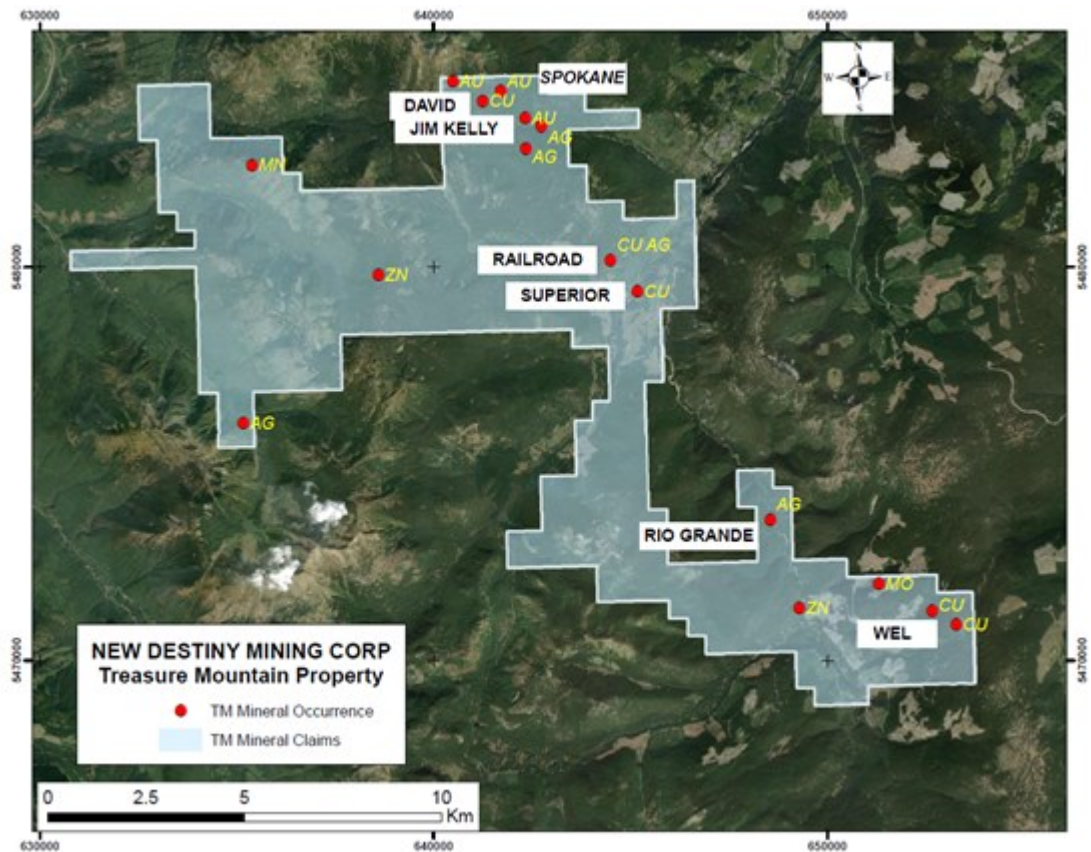 630000 640000 650000
N
W E
S
AU AU SPOKANE
DAVID CU
JIM KELLY AU
AG
AG
MN
5480000 5480000
CU AG
RAILROAD
ZN
SUPERIOR CU
AG
AG
RIO GRANDE
MO
ZN CU
WEL CU
5470000 5470000
NEW DESTINY MINING CORP
Treasure Mountain Property
TM Mineral Occurrence
TM Mineral Claims
0 2.5 5 10
Km
630000 640000 650000